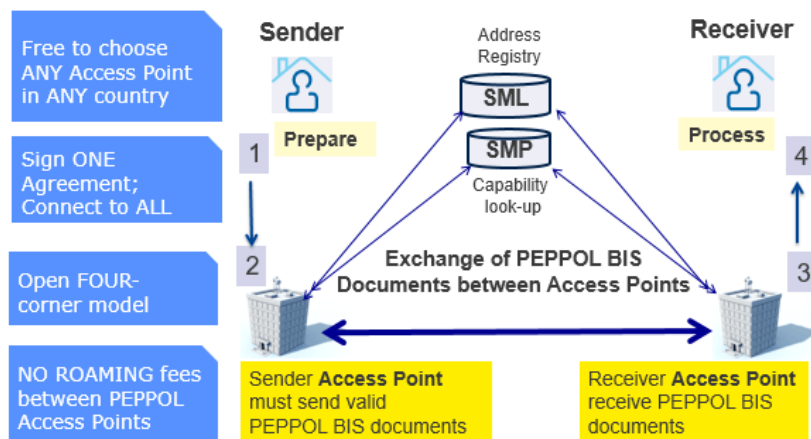 Free to choose
ANY Access Point
in ANY country
Sign ONE
Agreement;
Connect to ALL
Open FOUR-
corner model
NO ROAMING fees
between PEPPOL
Access Points
Sender
Prepare
1
2
Address
Registry
SML
SMP
Capability
look-up
Exchange of PEPPOL BIS
Documents between Access Points
Receiver
Process
4
3
Sender Access Point
must send valid
PEPPOL BIS documents
Receiver Access Point
receive PEPPOL BIS
documents